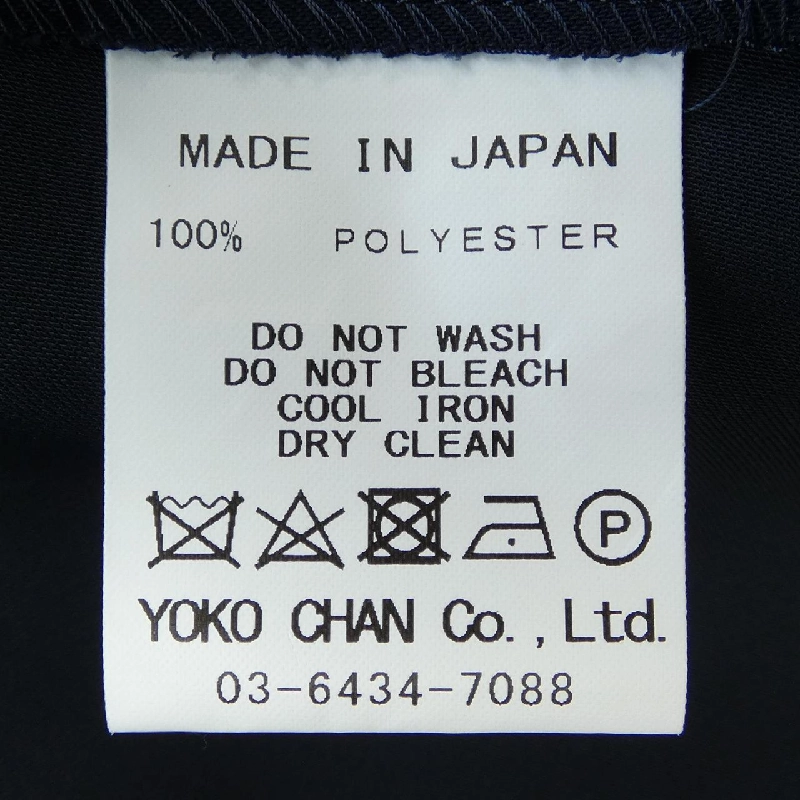 MADE IN JAPAN
100% POLYESTER
DO NOT WASH
DO NOT BLEACH
COOL IRON
DRY CLEAN
P
YOKO CHAN Co., Ltd.
03-6434-7088